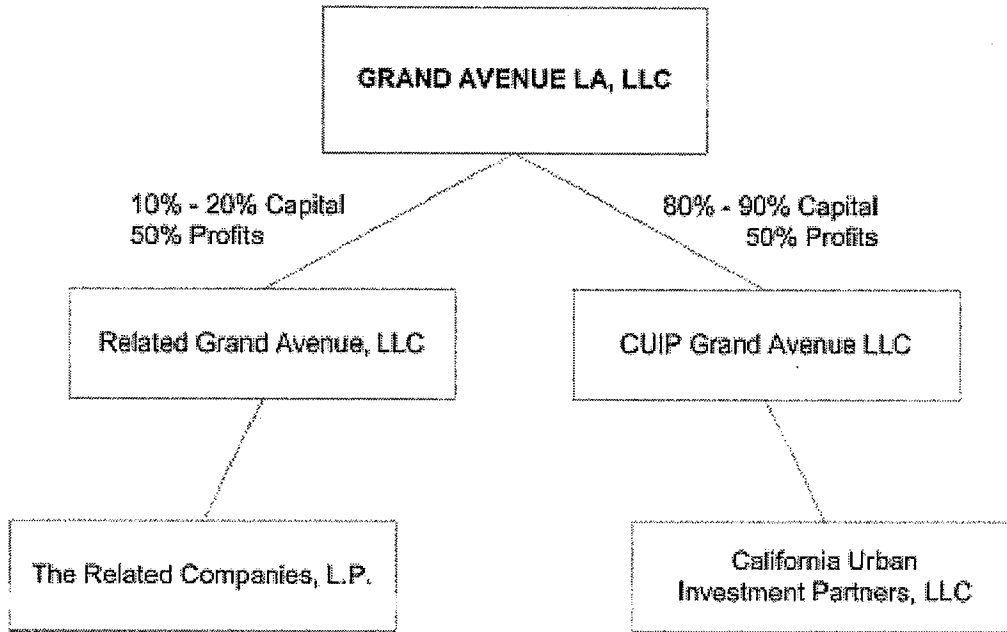 GRAND AVENUE LA, LLC
10% - 20% Capital
50% Profits
80% - 90% Capital
50% Profits
Related Grand Avenue, LLC
CUIP Grand Avenue LLC
The Related Companies, L.P.
California Urban
Investment Partners, LLC